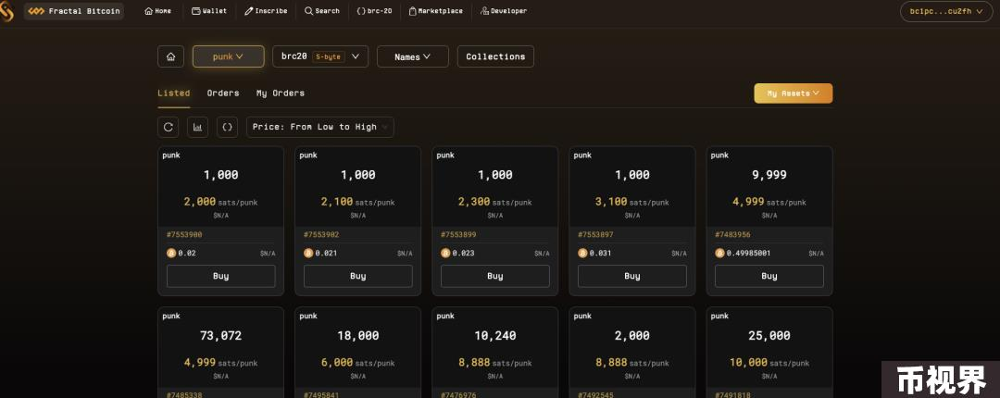 Fractal Bitcoin Home Wallet Inscribe Search brc-20 Marketplace Developer bc1pc...cu2fh
punk brc20 5-byte Names Collections
Listed Orders My Orders My Assets
Price: From Low to High
punk punk punk punk punk
1,000 1,000 1,000 1,000 9,999
2,000 sats/punk 2,100 sats/punk 2,300 sats/punk 3,100 sats/punk 4,999 sats/punk
$N/A $N/A $N/A $N/A $N/A
#7553900 #7553902 #7553899 #7553897 #7483956
0.02 $N/A 0.021 $N/A 0.023 $N/A 0.031 $N/A 0.49985001 $N/A
Buy Buy Buy Buy Buy
punk punk punk punk punk
73,072 18,000 10,240 2,000 25,000
4,999 sats/punk 6,000 sats/punk 8,888 sats/punk 8,888 sats/punk 10,000 sats/punk
$N/A $N/A $N/A $N/A $N/A
#7485338 #7495841 #7476976 #7492545 #7491818
币视界